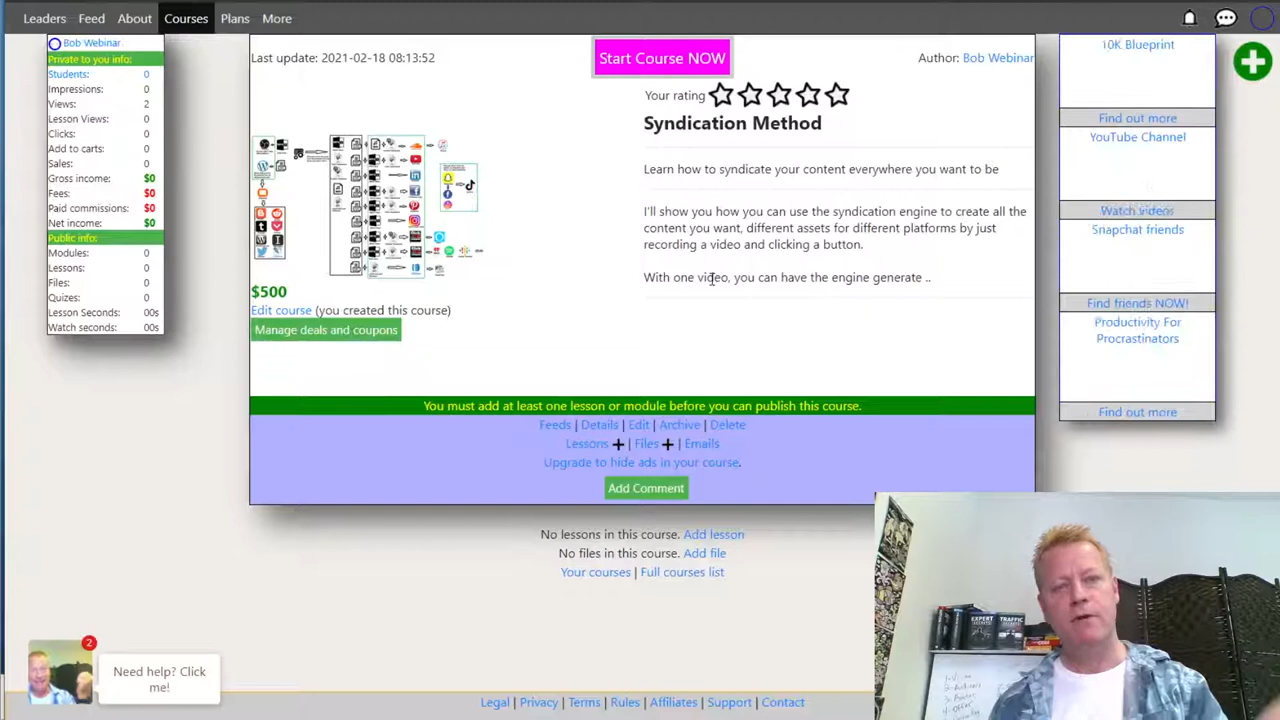 Leaders Feed About Courses Plans More
Bob Webinar
Private to you info:
Students: 0
Impressions: 0
Views: 2
Lesson Views: 0
Clicks: 0
Add to carts: 0
Sales: 0
Gross income: $0
Fees: $0
Paid commissions: $0
Net income: $0
Public info:
Modules: 0
Lessons: 0
Files: 0
Quizes: 0
Lesson Seconds: 00s
Watch seconds: 00s
Last update: 2021-02-18 08:13:52
Start Course NOW
Author: Bob Webinar
Your rating
Syndication Method
Learn how to syndicate your content everywhere you want to be
I'll show you how you can use the syndication engine to create all the
content you want, different assets for different platforms by just
recording a video and clicking a button.
With one video, you can have the engine generate ..
$500
Edit course (you created this course)
Manage deals and coupons
You must add at least one lesson or module before you can publish this course.
Feeds | Details | Edit | Archive | Delete
Lessons + | Files + | Emails
Upgrade to hide ads in your course.
Add Comment
No lessons in this course. Add lesson
No files in this course. Add file
Your courses | Full courses list
10K Blueprint
Find out more
YouTube Channel
Watch videos
Snapchat friends
Find friends NOW!
Productivity For
Procrastinators
Find out more
EXPERT
SECRETS
TRAFFIC
SECRETS
2
Need help? Click
me!
Legal | Privacy | Terms | Rules | Affiliates | Support | Contact